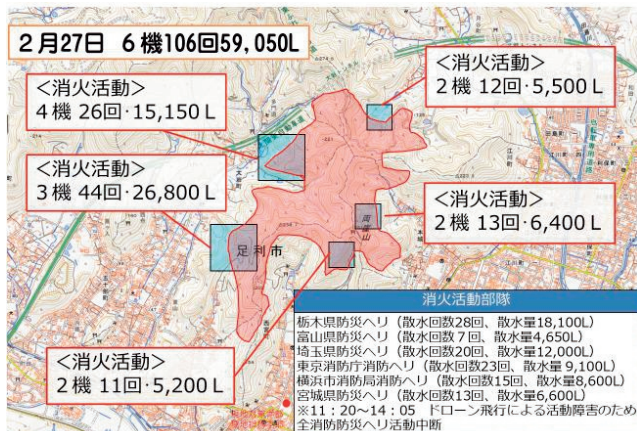 2月27日 6機106回59,050L
<消火活動>
4機 26回・15,150L
<消火活動>
2機 12回・5,500L
<消火活動>
3機 44回・26,800L
<消火活動>
2機 13回・6,400L
<消火活動>
2機 11回・5,200L
足利市
両崖山
大岩町
江川町
西宮町
消火活動部隊
栃木県防災ヘリ（散水回数28回、散水量18,100L）
富山県防災ヘリ（散水回数7回、散水量4,650L）
埼玉県防災ヘリ（散水回数20回、散水量12,000L）
東京消防庁消防ヘリ（散水回数23回、散水量9,100L）
横浜市消防局消防ヘリ（散水回数15回、散水量8,600L）
宮城県防災ヘリ（散水回数13回、散水量6,600L）
※11：20～14：05　ドローン飛行による活動障害のため
全消防防災ヘリ活動中断